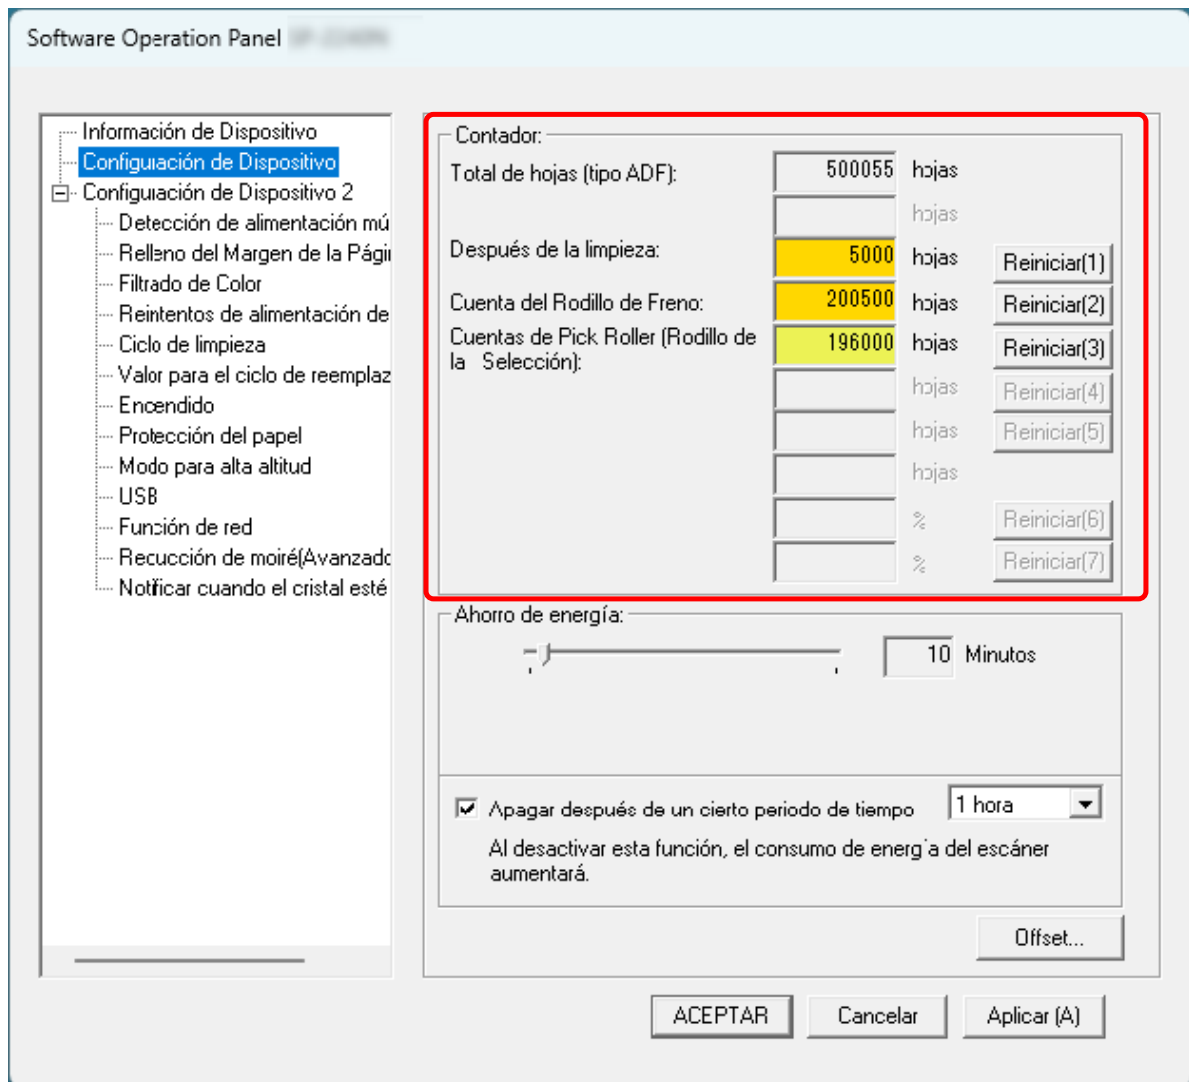 Software Operation Panel
Información de Dispositivo
Configuración de Dispositivo
Configuración de Dispositivo 2
Detección de alimentación mú
Relleno del Margen de la Págii
Filtrado de Color
Reintentos de alimentación de
Ciclo de limpieza
Valor para el ciclo de reemplaz
Encendido
Protección del papel
Modo para alta altitud
USB
Función de red
Recucción de moiré(Avanzado
Notificar cuando el cristal esté
Contador:
Total de hojas (tipo ADF): 500055 hojas
hojas
Después de la limpieza: 5000 hojas Reiniciar(1)
Cuenta del Rodillo de Freno: 200500 hojas Reiniciar(2)
Cuentas de Pick Roller (Rodillo de 196000 hojas Reiniciar(3)
la Selección):
hojas Reiniciar(4)
hojas Reiniciar(5)
hojas
% Reiniciar(6)
% Reiniciar(7)
Ahorro de energía:
10 Minutos
Apagar después de un cierto periodo de tiempo 1 hora
Al desactivar esta función, el consumo de energía del escáner
aumentará.
Offset...
ACEPTAR Cancelar Aplicar (A)